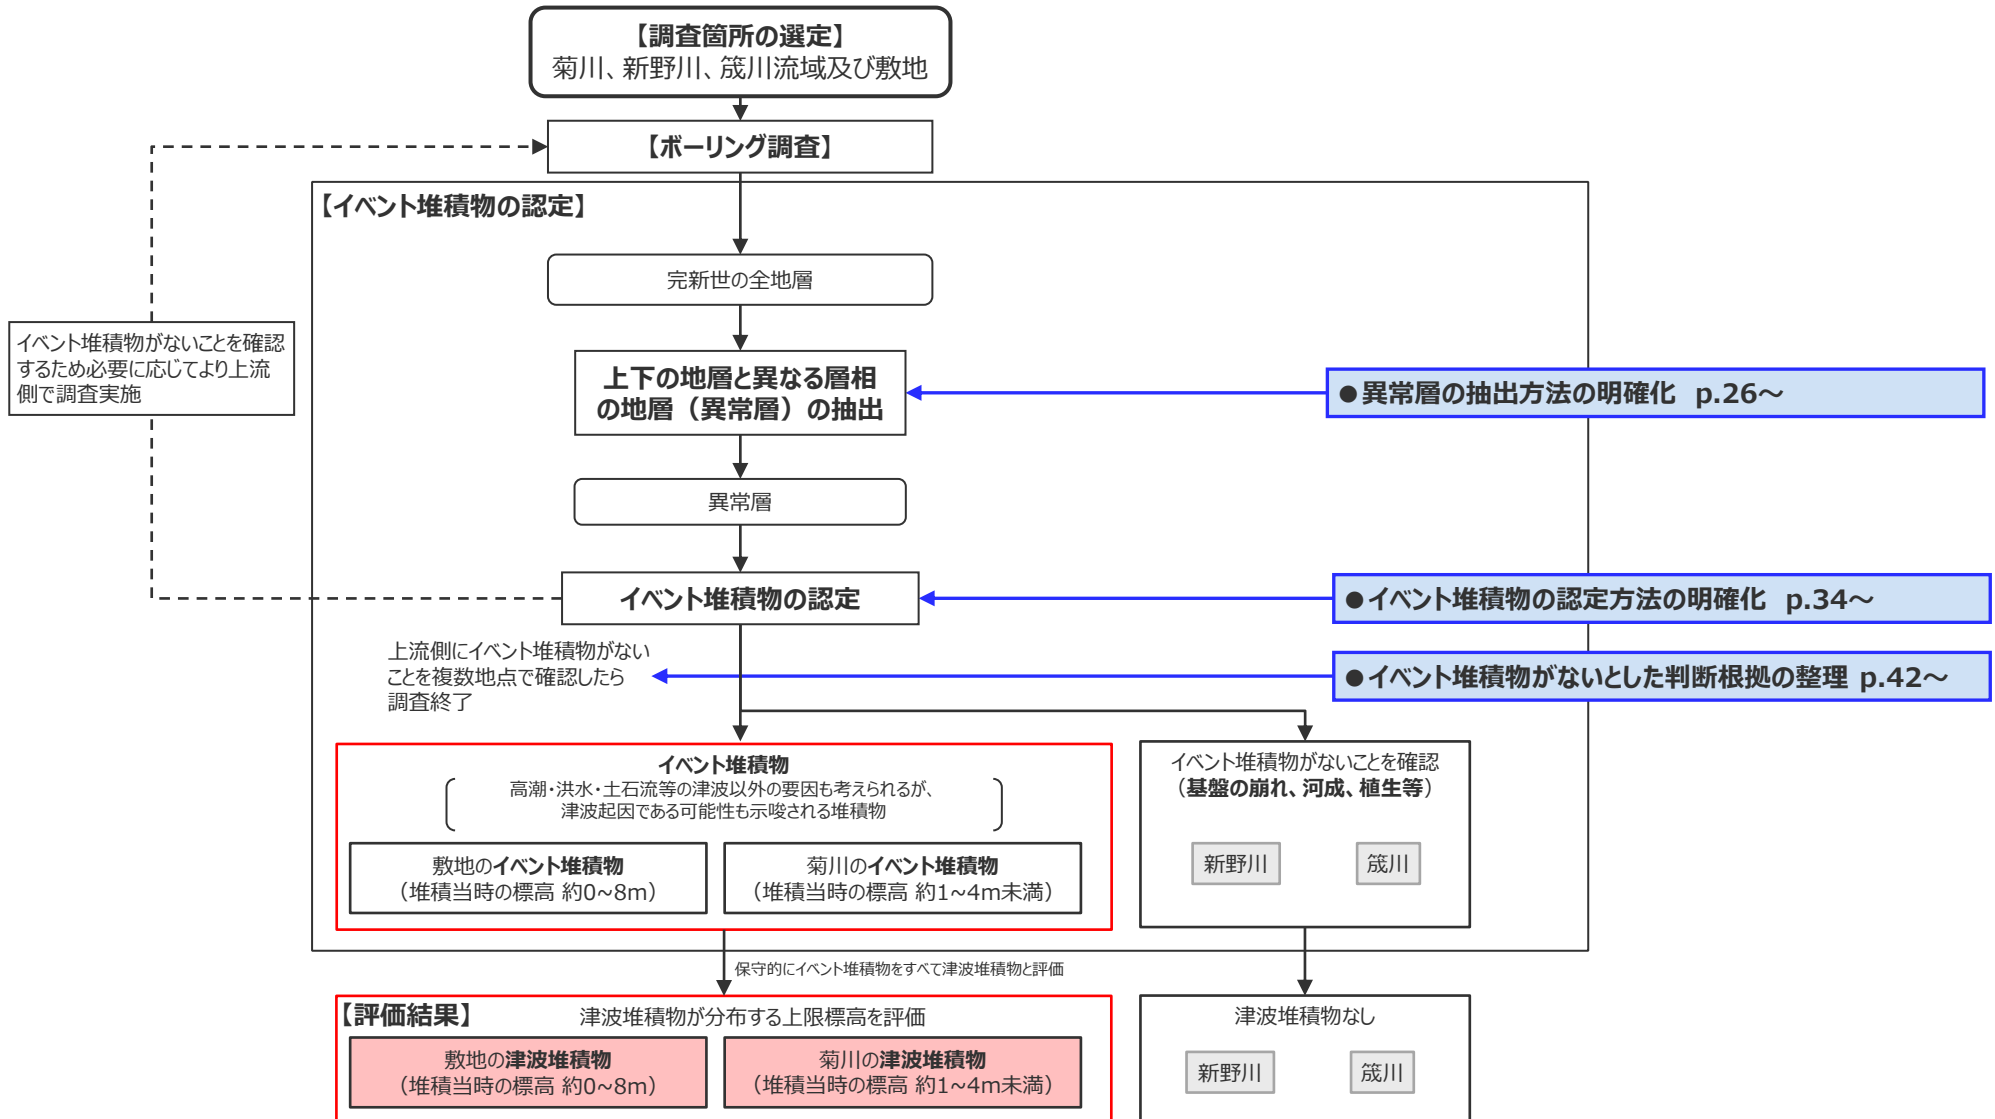 【調査箇所の選定】
菊川、新野川、筬川流域及び敷地
【ボーリング調査】
【イベント堆積物の認定】
完新世の全地層
イベント堆積物がないことを確認
するため必要に応じてより上流
側で調査実施
上下の地層と異なる層相
の地層（異常層）の抽出
●異常層の抽出方法の明確化 p.26～
異常層
イベント堆積物の認定
●イベント堆積物の認定方法の明確化 p.34～
上流側にイベント堆積物がない
ことを複数地点で確認したら
調査終了
●イベント堆積物がないとした判断根拠の整理 p.42～
イベント堆積物
高潮・洪水・土石流等の津波以外の要因も考えられるが、
津波起因である可能性も示唆される堆積物
敷地のイベント堆積物
（堆積当時の標高 約0~8m）
菊川のイベント堆積物
（堆積当時の標高 約1~4m未満）
イベント堆積物がないことを確認
（基盤の崩れ、河成、植生等）
新野川
筬川
保守的にイベント堆積物をすべて津波堆積物と評価
【評価結果】
津波堆積物が分布する上限標高を評価
敷地の津波堆積物
（堆積当時の標高 約0~8m）
菊川の津波堆積物
（堆積当時の標高 約1~4m未満）
津波堆積物なし
新野川
筬川